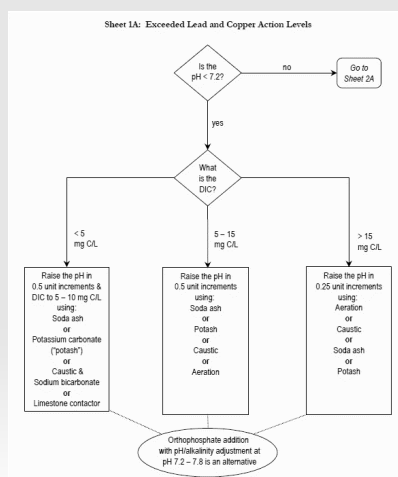 Sheet 1A: Exceeded Lead and Copper Action Levels
Is the
pH < 7.2?
no
Go to
Sheet 2A
yes
What
is the
DIC?
< 5
mg C/L
5 – 15
mg C/L
> 15
mg C/L
Raise the pH in
0.5 unit increments &
DIC to 5 – 10 mg C/L
using:
Soda ash
or
Potassium carbonate
("potash")
or
Caustic &
Sodium bicarbonate
or
Limestone contactor
Raise the pH in
0.5 unit increments
using:
Soda ash
or
Potash
or
Caustic
or
Aeration
Raise the pH in
0.25 unit increments
using:
Aeration
or
Caustic
or
Soda ash
or
Potash
Orthophosphate addition
with pH/alkalinity adjustment at
pH 7.2 – 7.8 is an alternative